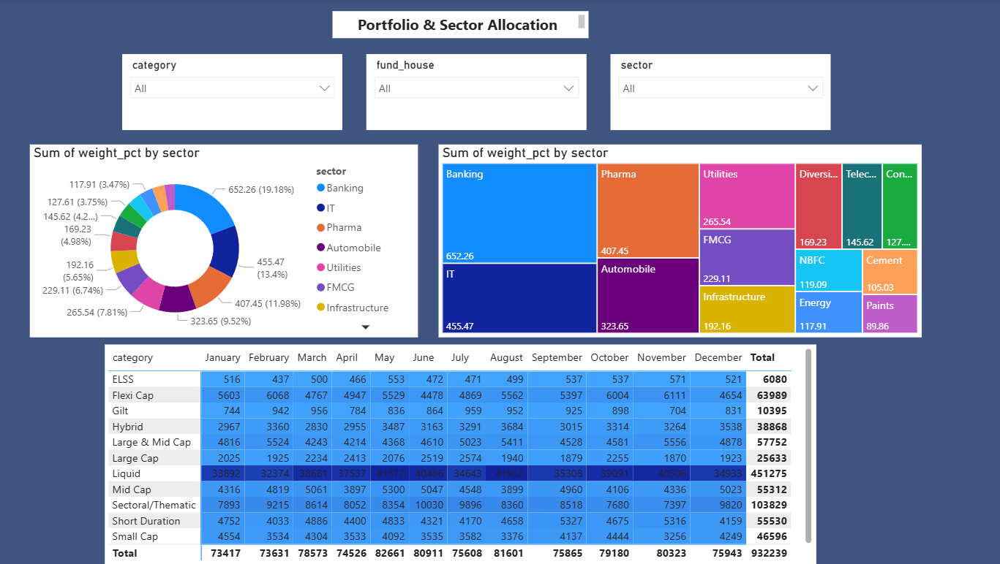 Portfolio & Sector Allocation
category
All
fund_house
All
sector
All
Sum of weight_pct by sector
652.26 (19.18%)
455.47
(13.4%)
407.45 (11.98%)
323.65 (9.52%)
265.54 (7.81%)
229.11 (6.74%)
192.16
(5.65%)
169.23
(4.98%)
145.62 (4.2...)
127.61 (3.75%)
117.91 (3.47%)
sector
Banking
IT
Pharma
Automobile
Utilities
FMCG
Infrastructure
Sum of weight_pct by sector
Banking
652.26
IT
455.47
Pharma
407.45
Automobile
323.65
Utilities
265.54
FMCG
229.11
Infrastructure
192.16
Diversi...
169.23
Telec...
145.62
Con...
127....
NBFC
119.09
Energy
117.91
Cement
105.03
Paints
89.86
category January February March April May June July August September October November December Total
ELSS 516 437 500 466 553 472 471 499 537 537 571 521 6080
Flexi Cap 5603 6068 4767 4947 5529 4478 4869 5562 5397 6004 6111 4654 63989
Gilt 744 942 956 784 836 864 959 952 925 898 704 831 10395
Hybrid 2967 3360 2830 2955 3487 3163 3291 3684 3015 3314 3264 3538 38868
Large & Mid Cap 4816 5524 4243 4214 4368 4610 5023 5411 4528 4581 5556 4878 57752
Large Cap 2025 1925 2234 2413 2076 2519 2574 1940 1879 2255 1870 1923 25633
Liquid 33892 32374 38681 37537 40486 34643 35308 39091 34933 451275
Mid Cap 4316 4819 5061 3897 5300 5047 4548 3899 4960 4106 4336 5023 55312
Sectoral/Thematic 7893 9215 8614 8052 8354 10030 9896 8360 8518 7680 7397 9820 103829
Short Duration 4752 4033 4886 4400 4833 4321 4170 4658 5327 4675 5316 4159 55530
Small Cap 4554 3534 4304 3533 4092 3535 3582 3376 4137 4444 3256 4249 46596
Total 73417 73631 78573 74526 82661 80911 75608 81601 75865 79180 80323 75943 932239